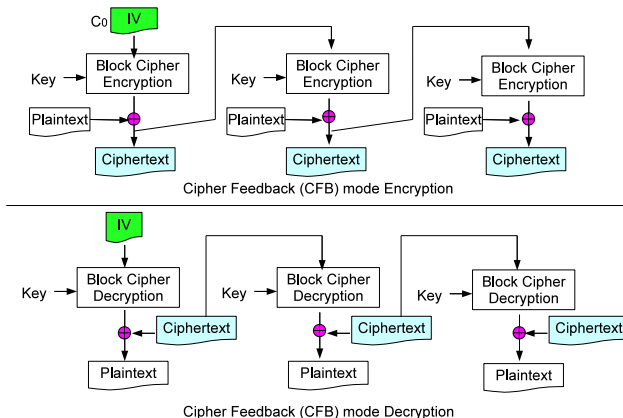 C0 IV
Block Cipher
Encryption
Block Cipher
Encryption
Block Cipher
Encryption
Key
Key
Key
Plaintext
Plaintext
Plaintext
Ciphertext
Ciphertext
Ciphertext
Cipher Feedback (CFB) mode Encryption
IV
Block Cipher
Decryption
Block Cipher
Decryption
Block Cipher
Decryption
Key
Key
Key
Ciphertext
Ciphertext
Ciphertext
Plaintext
Plaintext
Plaintext
Cipher Feedback (CFB) mode Decryption